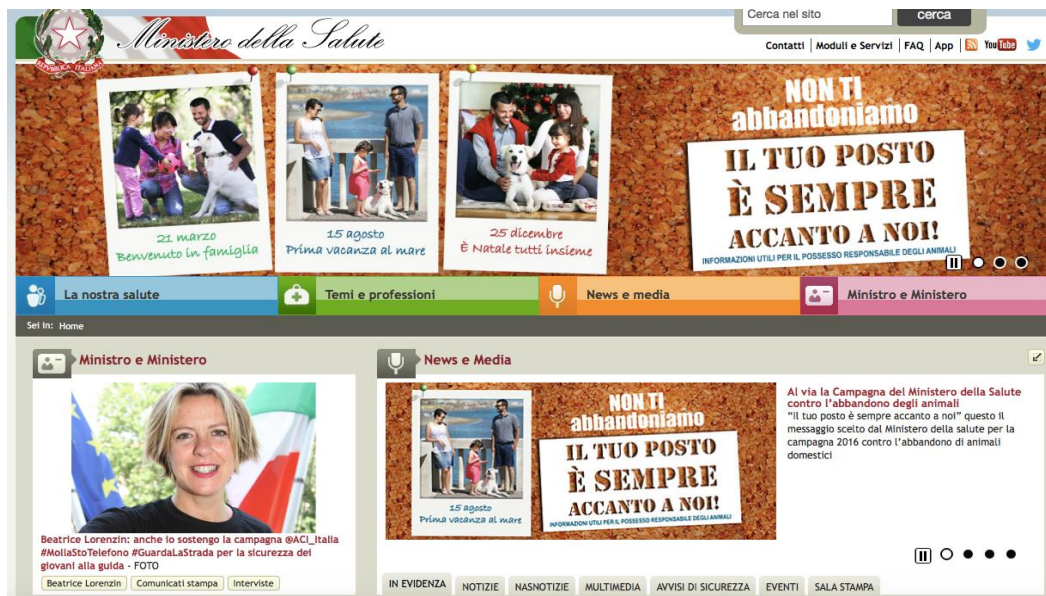 Cerca nel sito
cerca
Ministero della Salute
REPVBBLICA ITALIANA
Contatti | Moduli e Servizi | FAQ | App | You Tube
21 marzo
Benvenuto in famiglia
15 agosto
Prima vacanza al mare
25 dicembre
È Natale tutti insieme
NON TI
abbandoniamo
IL TUO POSTO
È SEMPRE
ACCANTO A NOI!
INFORMAZIONI UTILI PER IL POSSESSO RESPONSABILE DEGLI ANIMALI
La nostra salute
Temi e professioni
News e media
Ministro e Ministero
Sei in: Home
Ministro e Ministero
Beatrice Lorenzin: anche io sostengo la campagna @ACI_Italia
#MollaStoTelefono #GuardaLaStrada per la sicurezza dei
giovani alla guida - FOTO
Beatrice Lorenzin
Comunicati stampa
Interviste
News e Media
15 agosto
Prima vacanza al mare
NON TI
abbandoniamo
IL TUO POSTO
È SEMPRE
ACCANTO A NOI!
INFORMAZIONI UTILI PER IL POSSESSO RESPONSABILE DEGLI ANIMALI
Al via la Campagna del Ministero della Salute
contro l'abbandono degli animali
"Il tuo posto è sempre accanto a noi" questo il
messaggio scelto dal Ministero della salute per la
campagna 2016 contro l'abbandono di animali
domestici
IN EVIDENZA
NOTIZIE
NASNOTIZIE
MULTIMEDIA
AVVISI DI SICUREZZA
EVENTI
SALA STAMPA